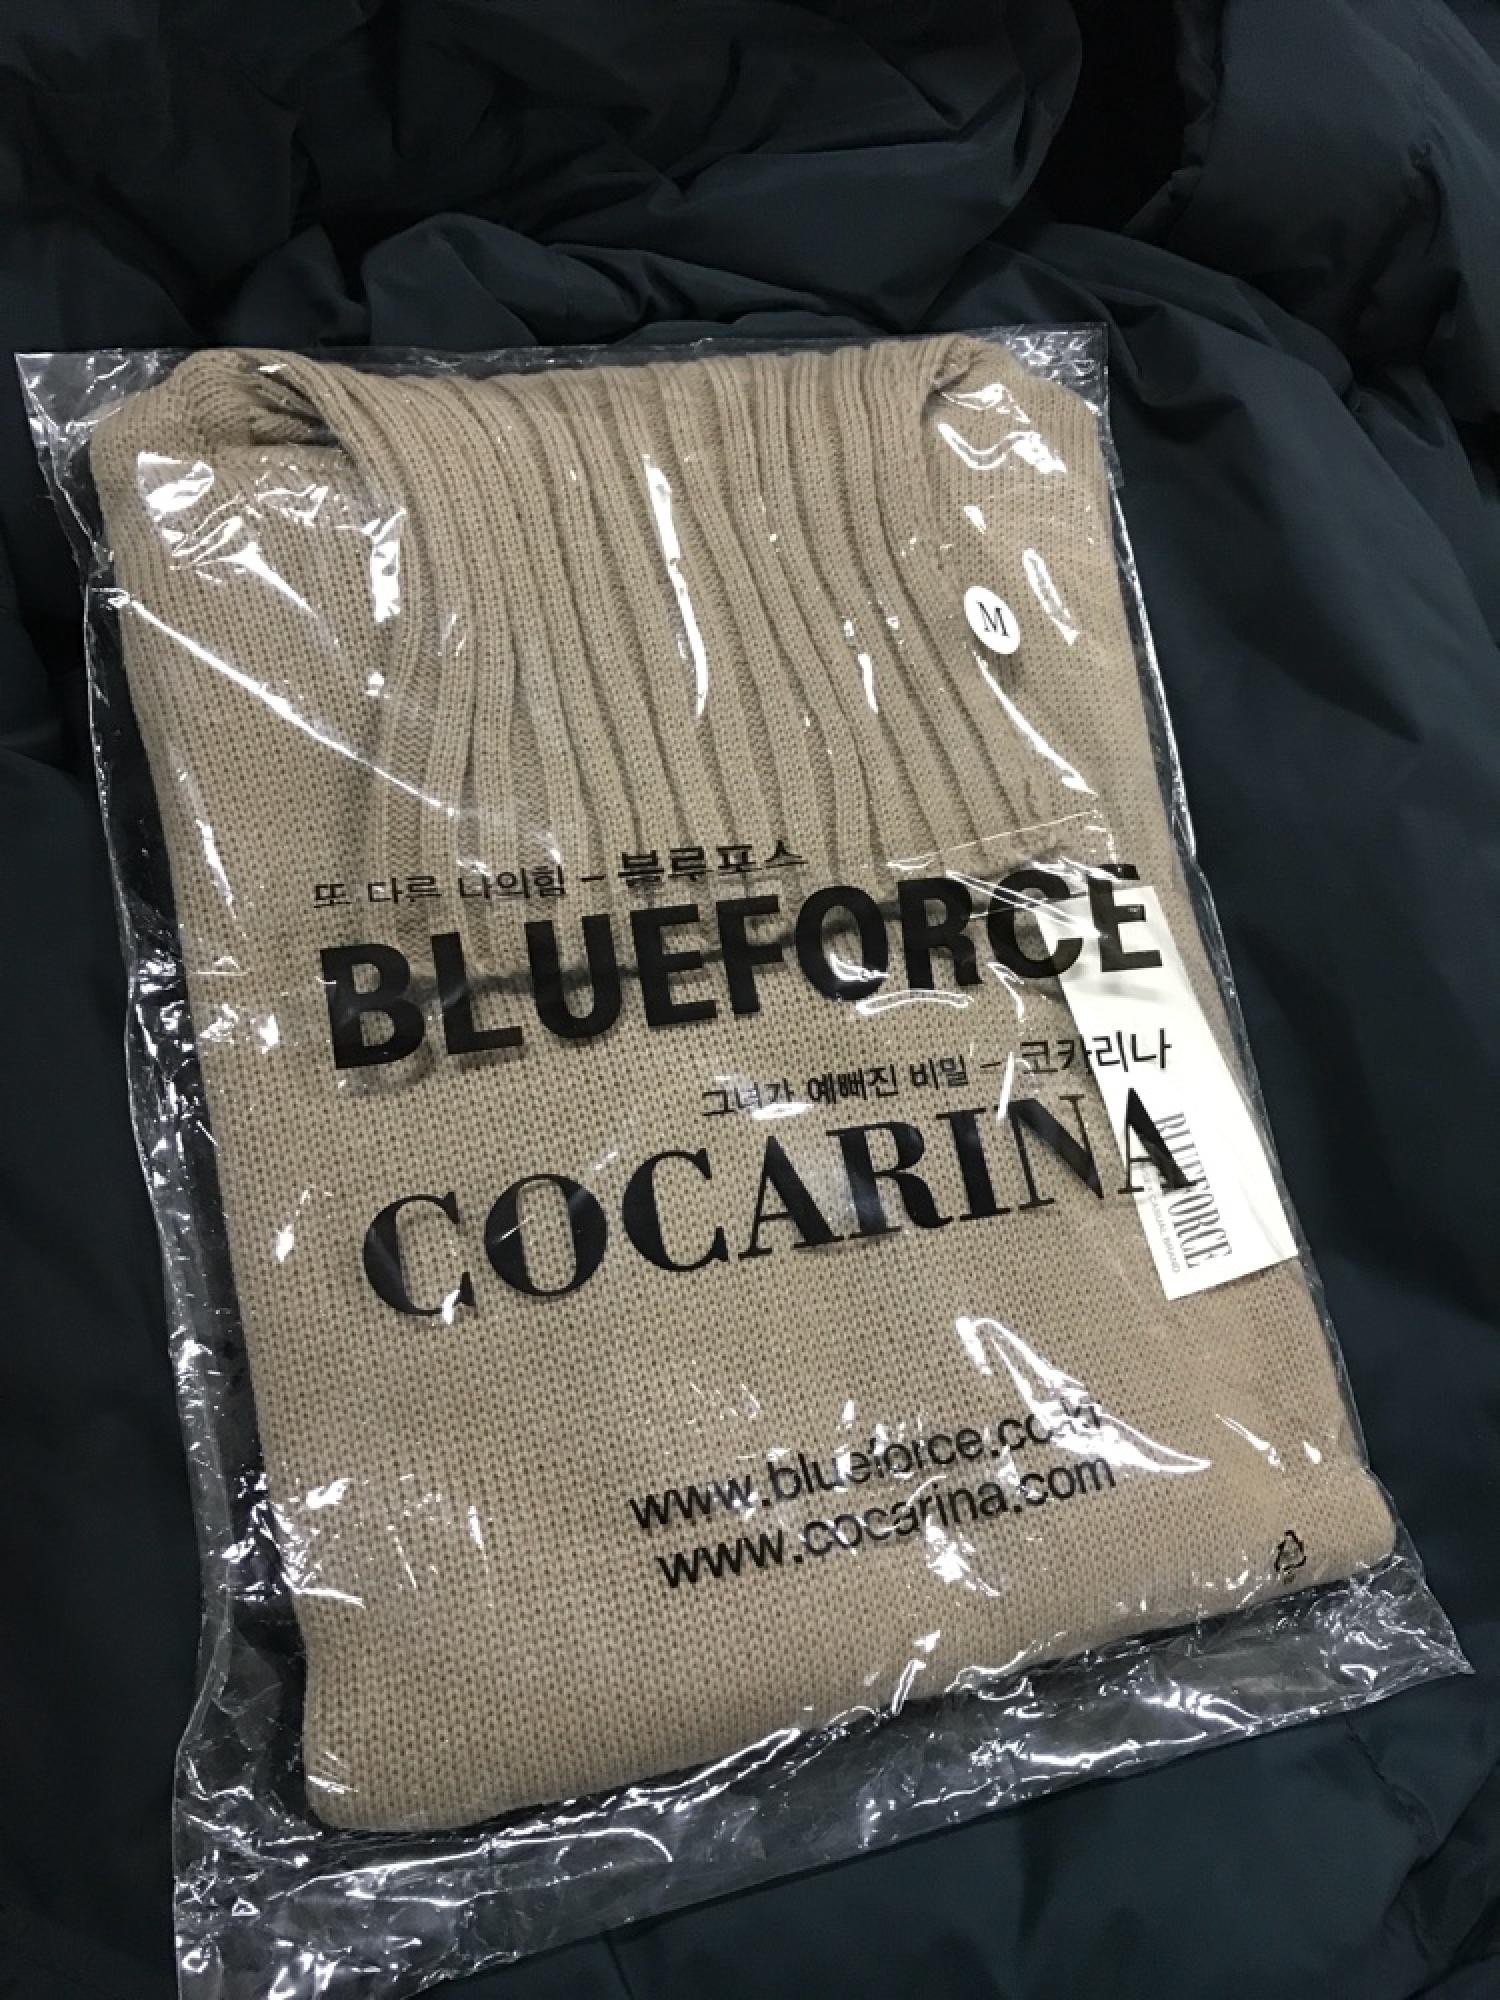 M
또 다른 나의힘 - 블루포스
BLUEFORCE
그녀가 예뻐진 비밀 - 코카리나
COCARINA
BLUEFORCE
www.blueforce.co.kr
www.cocarina.com